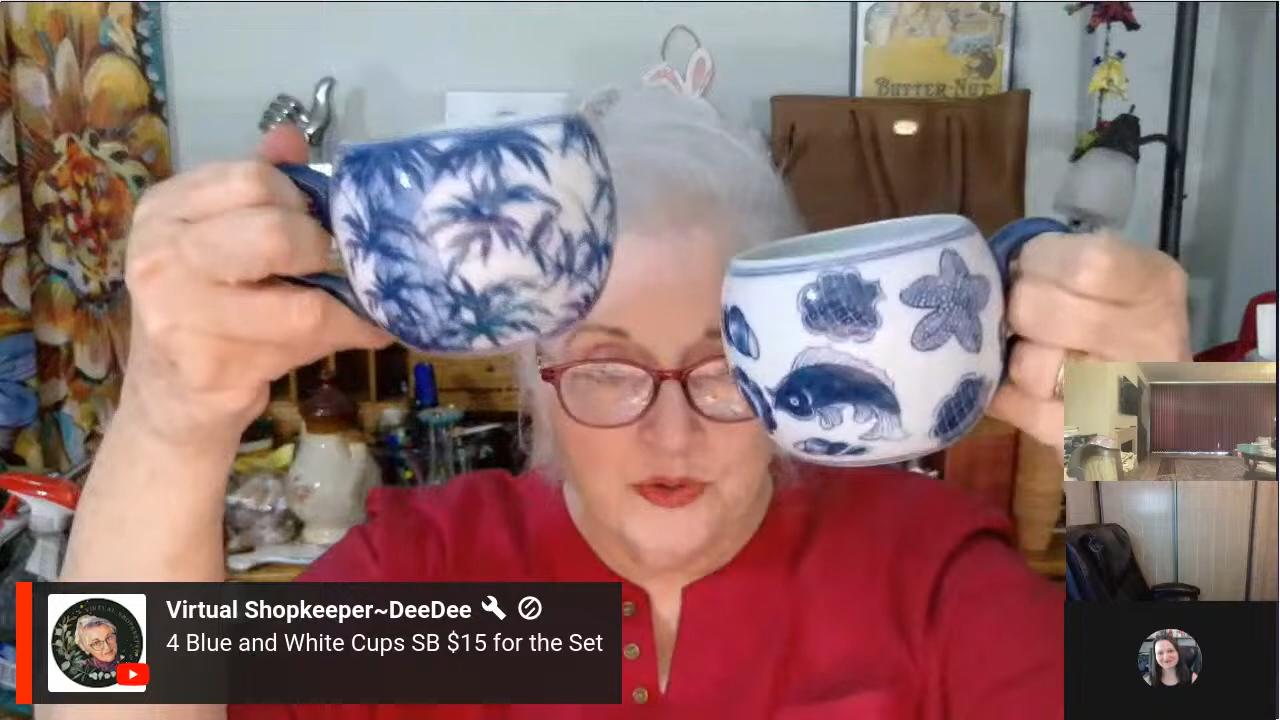 BUTTER-NUT
Virtual Shopkeeper~DeeDee
4 Blue and White Cups SB $15 for the Set